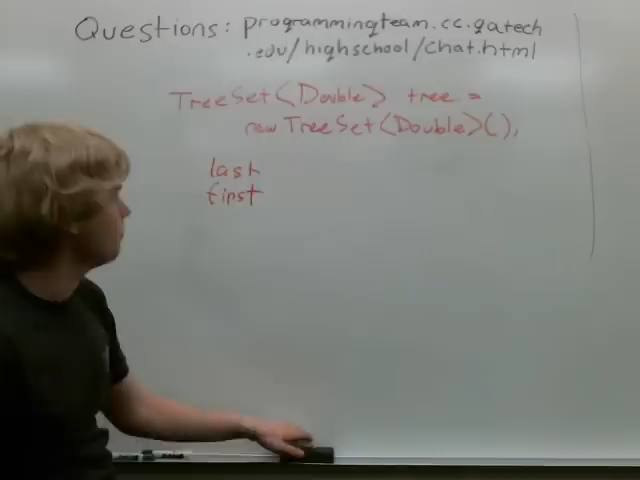 Questions: programmingteam.cc.gatech
.edu/highschool/chat.html
TreeSet<Double> tree =
new TreeSet<Double>();
last
first